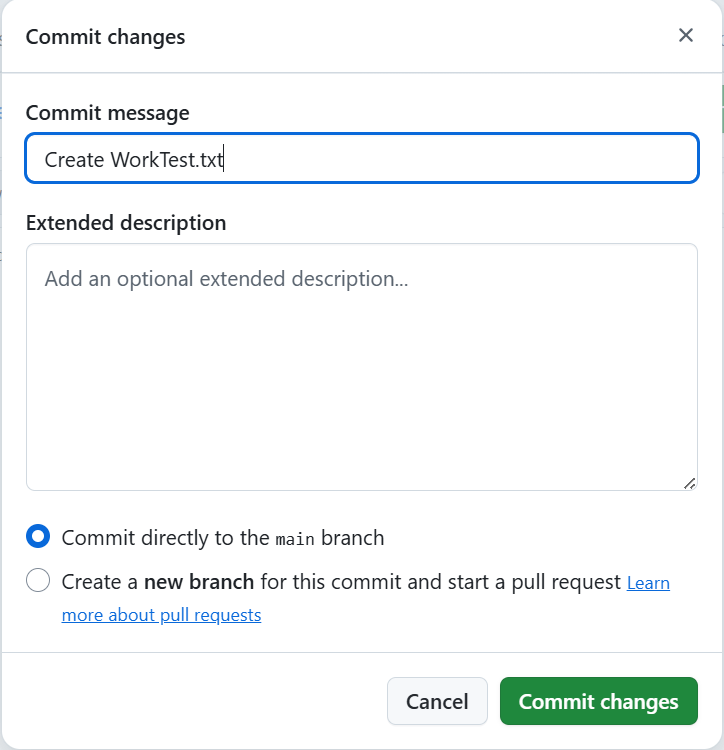 Commit changes
Commit message
Create WorkTest.txt
Extended description
Add an optional extended description...
Commit directly to the main branch
Create a new branch for this commit and start a pull request Learn
more about pull requests
Cancel
Commit changes